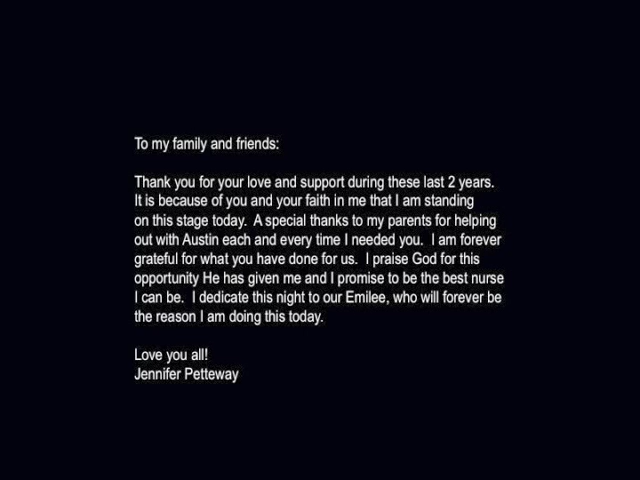 To my family and friends:
Thank you for your love and support during these last 2 years.
It is because of you and your faith in me that I am standing
on this stage today.  A special thanks to my parents for helping
out with Austin each and every time I needed you.  I am forever
grateful for what you have done for us.  I praise God for this
opportunity He has given me and I promise to be the best nurse
I can be.  I dedicate this night to our Emilee, who will forever be
the reason I am doing this today.
Love you all!
Jennifer Petteway